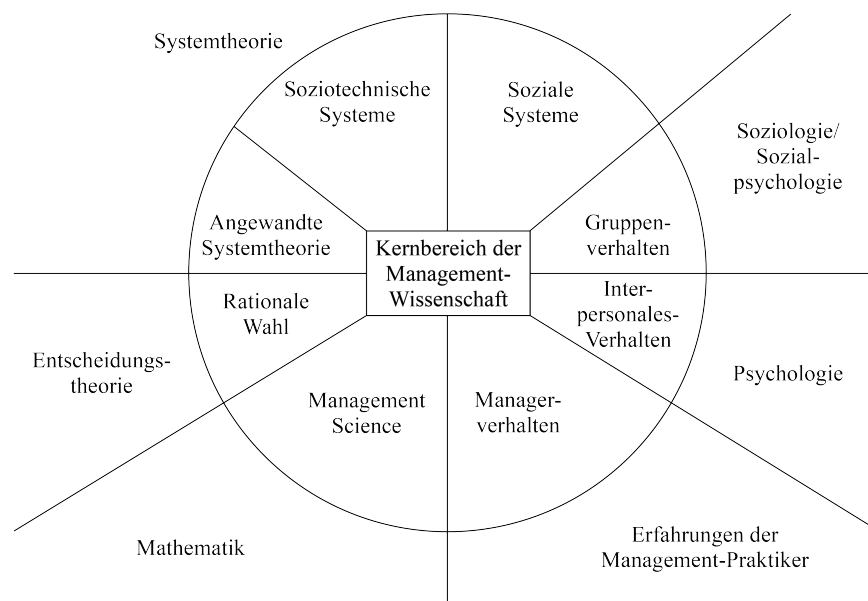 Systemtheorie
Soziotechnische
Systeme
Soziale
Systeme
Soziologie/
Sozial-
psychologie
Angewandte
Systemtheorie
Kernbereich der
Management-
Wissenschaft
Gruppen-
verhalten
Rationale
Wahl
Inter-
personales-
Verhalten
Entscheidungs-
theorie
Management
Science
Manager-
verhalten
Psychologie
Mathematik
Erfahrungen der
Management-Praktiker